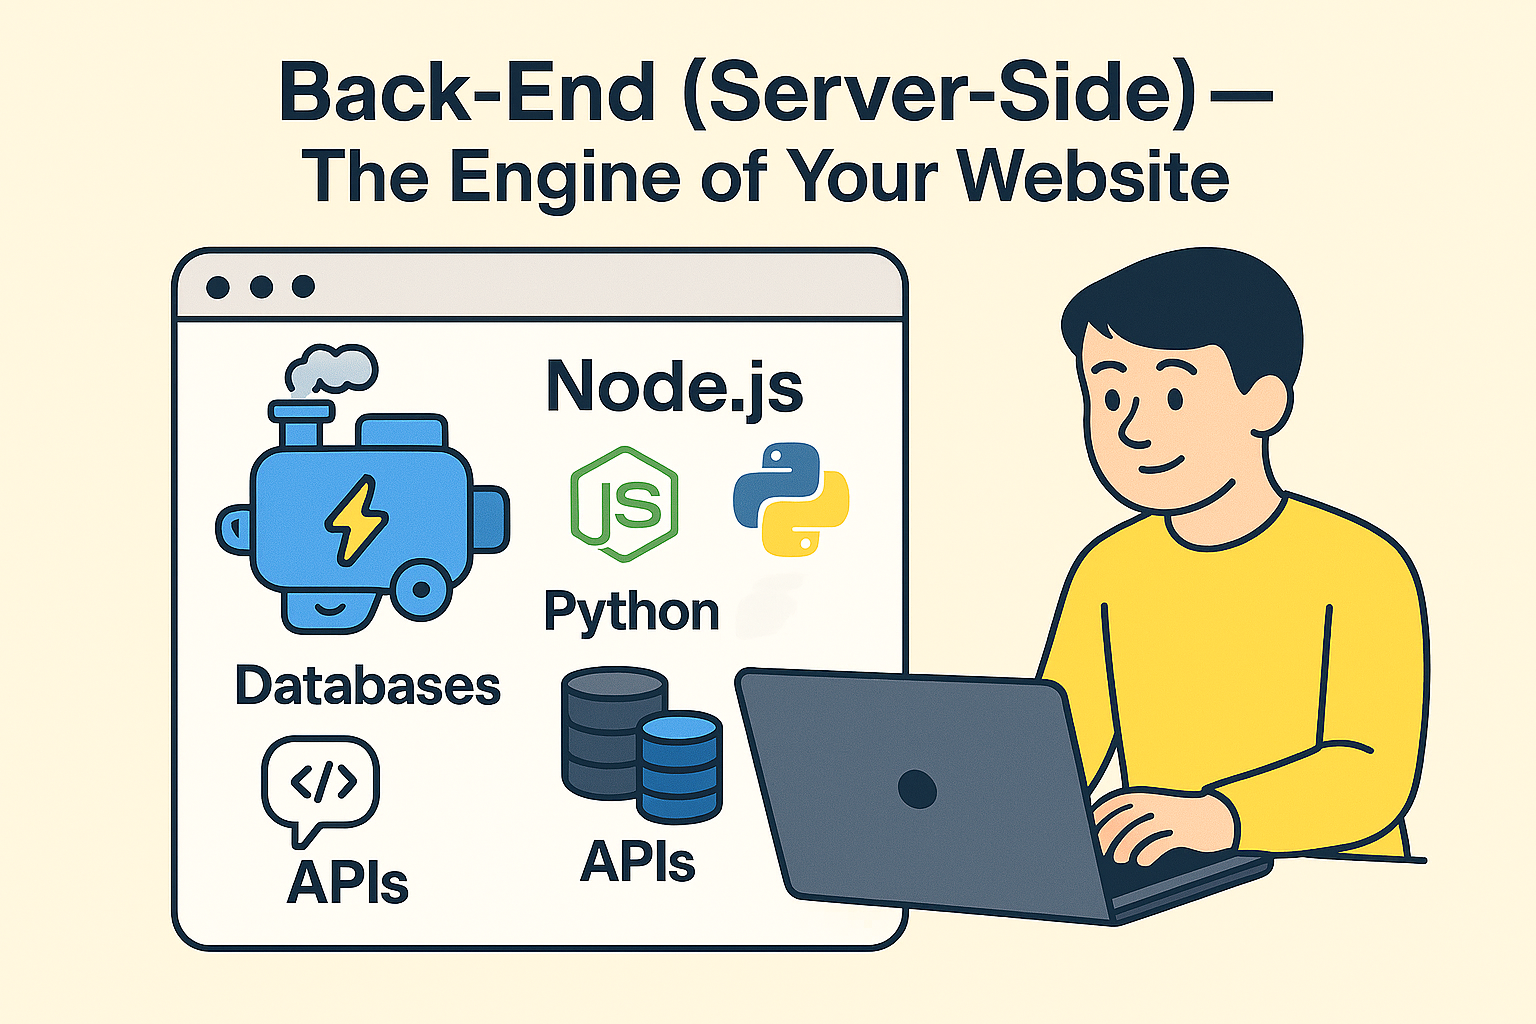 Back-End (Server-Side) —
The Engine of Your Website
Node.js
JS
Python
Databases
</>
APIs
APIs